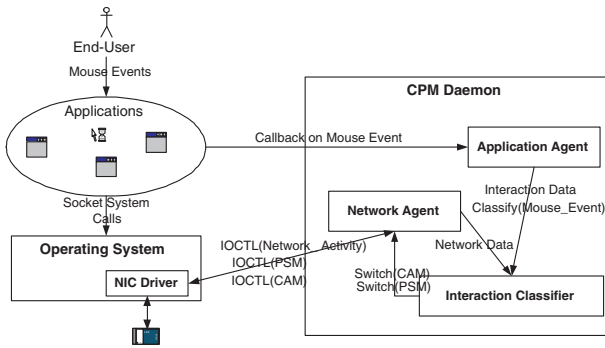 End-User
Mouse Events
Applications
Socket System
Calls
Operating System
NIC Driver
Callback on Mouse Event
IOCTL(Network_Activity)
IOCTL(PSM)
IOCTL(CAM)
CPM Daemon
Application Agent
Interaction Data
Classify(Mouse_Event)
Network Agent
Network Data
Switch(CAM)
Switch(PSM)
Interaction Classifier